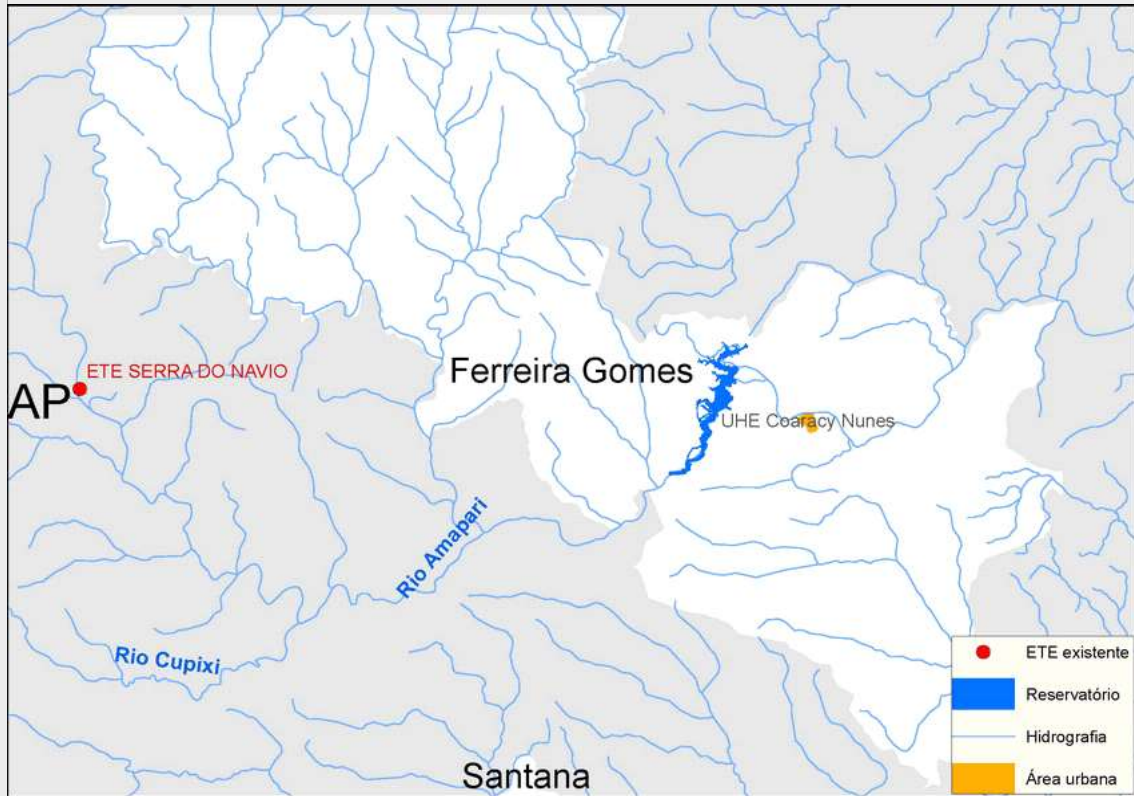 ETE SERRA DO NAVIO
AP
Ferreira Gomes
UHE Coaracy Nunes
Rio Amapari
Rio Cupixi
Santana
ETE existente
Reservatório
Hidrografia
Área urbana